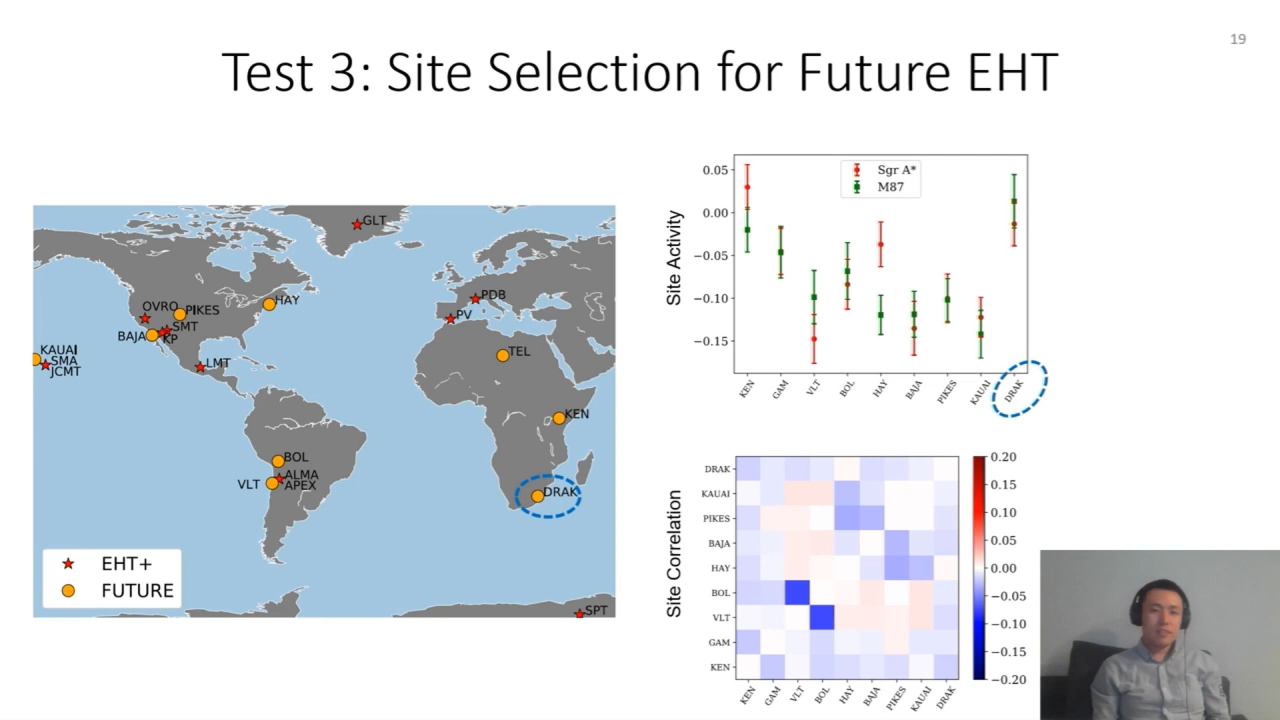 19
Test 3: Site Selection for Future EHT
GLT
OVRO
PIKES
HAY
PDB
BAJA
SMT
KP
PV
KAUAI
SMA
JCMT
LMT
TEL
KEN
BOL
ALMA
VLT
APEX
DRAK
EHT+
FUTURE
SPT
Site Activity
0.05
0.00
−0.05
−0.10
−0.15
Sgr A*
M87
KEN
GAM
VLT
BOL
HAY
BAJA
PIKES
KAUAI
DRAK
Site Correlation
DRAK
KAUAI
PIKES
BAJA
HAY
BOL
VLT
GAM
KEN
KEN
GAM
VLT
BOL
HAY
BAJA
PIKES
KAUAI
DRAK
0.20
0.15
0.10
0.05
0.00
−0.05
−0.10
−0.15
−0.20